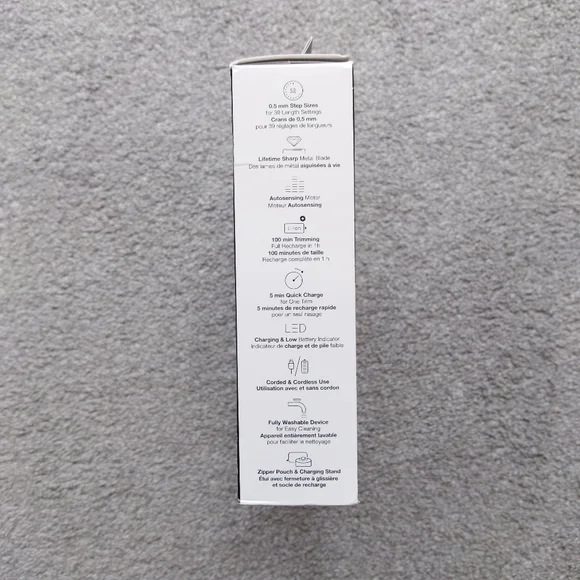 0.5 mm Step Sizes
for 39 Length Settings
Crans de 0,5 mm
pour 39 réglages de longueurs
Lifetime Sharp Metal Blade
Des lames de métal aiguisées à vie
Autosensing Motor
Moteur Autosensing
Li-Ion
100 min Trimming
Full Recharge in 1h
100 minutes de taille
Recharge complète en 1 h
5 min Quick Charge
for One Trim
5 minutes de recharge rapide
pour un seul rasage
LED
Charging & Low Battery Indicator
Indicateur de charge et de pile faible
Corded & Cordless Use
Utilisation avec et sans cordon
Fully Washable Device
for Easy Cleaning
Appareil entièrement lavable
pour faciliter le nettoyage
Zipper Pouch & Charging Stand
Étui avec fermeture à glissière
et socle de recharge